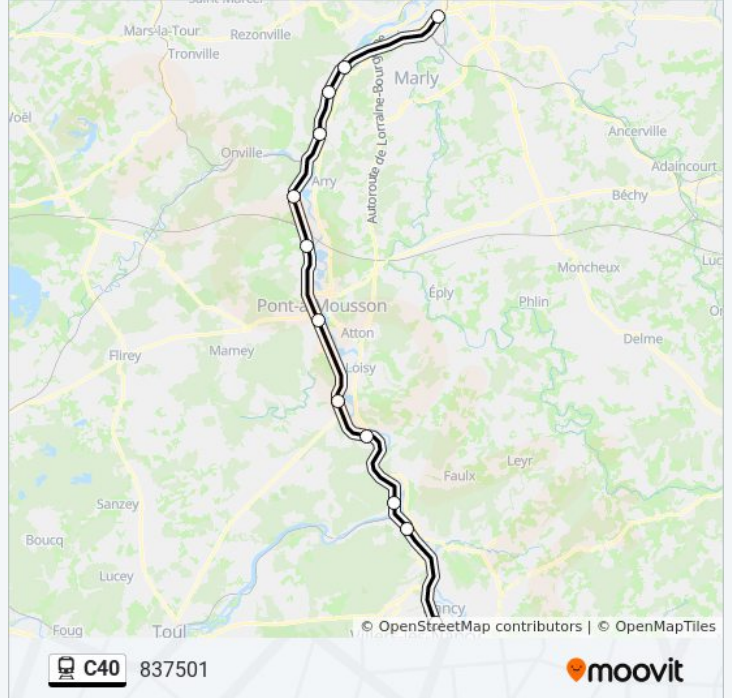 Mars-la-Tour
Rezonville
Tronville
Marly
Ancerville
Onville
Adaincourt
Arry
Autoroute de Lorraine-Bourgogne
Béchy
Moncheux
Éply
Phlin
Pont-à-Mousson
Atton
Delme
Mamey
Flirey
Loisy
Leyr
Faulx
Sanzey
Boucq
Lucey
Foug
Toul
© OpenStreetMap contributors | © OpenMapTiles
C40
837501
moovit